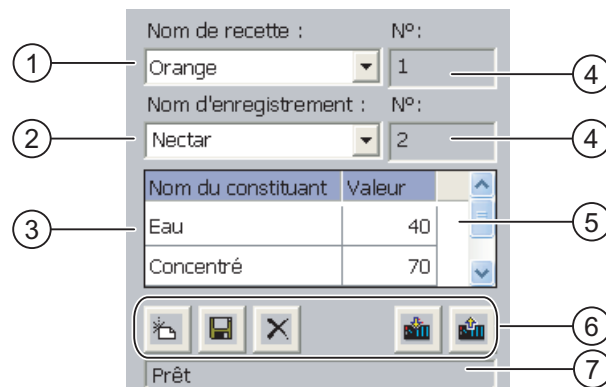 Nom de recette : Nº:
1 Orange 1 4
Nom d'enregistrement : Nº:
2 Nectar 2 4
Nom du constituant Valeur
3 Eau 40 5
Concentré 70
6
Prêt 7